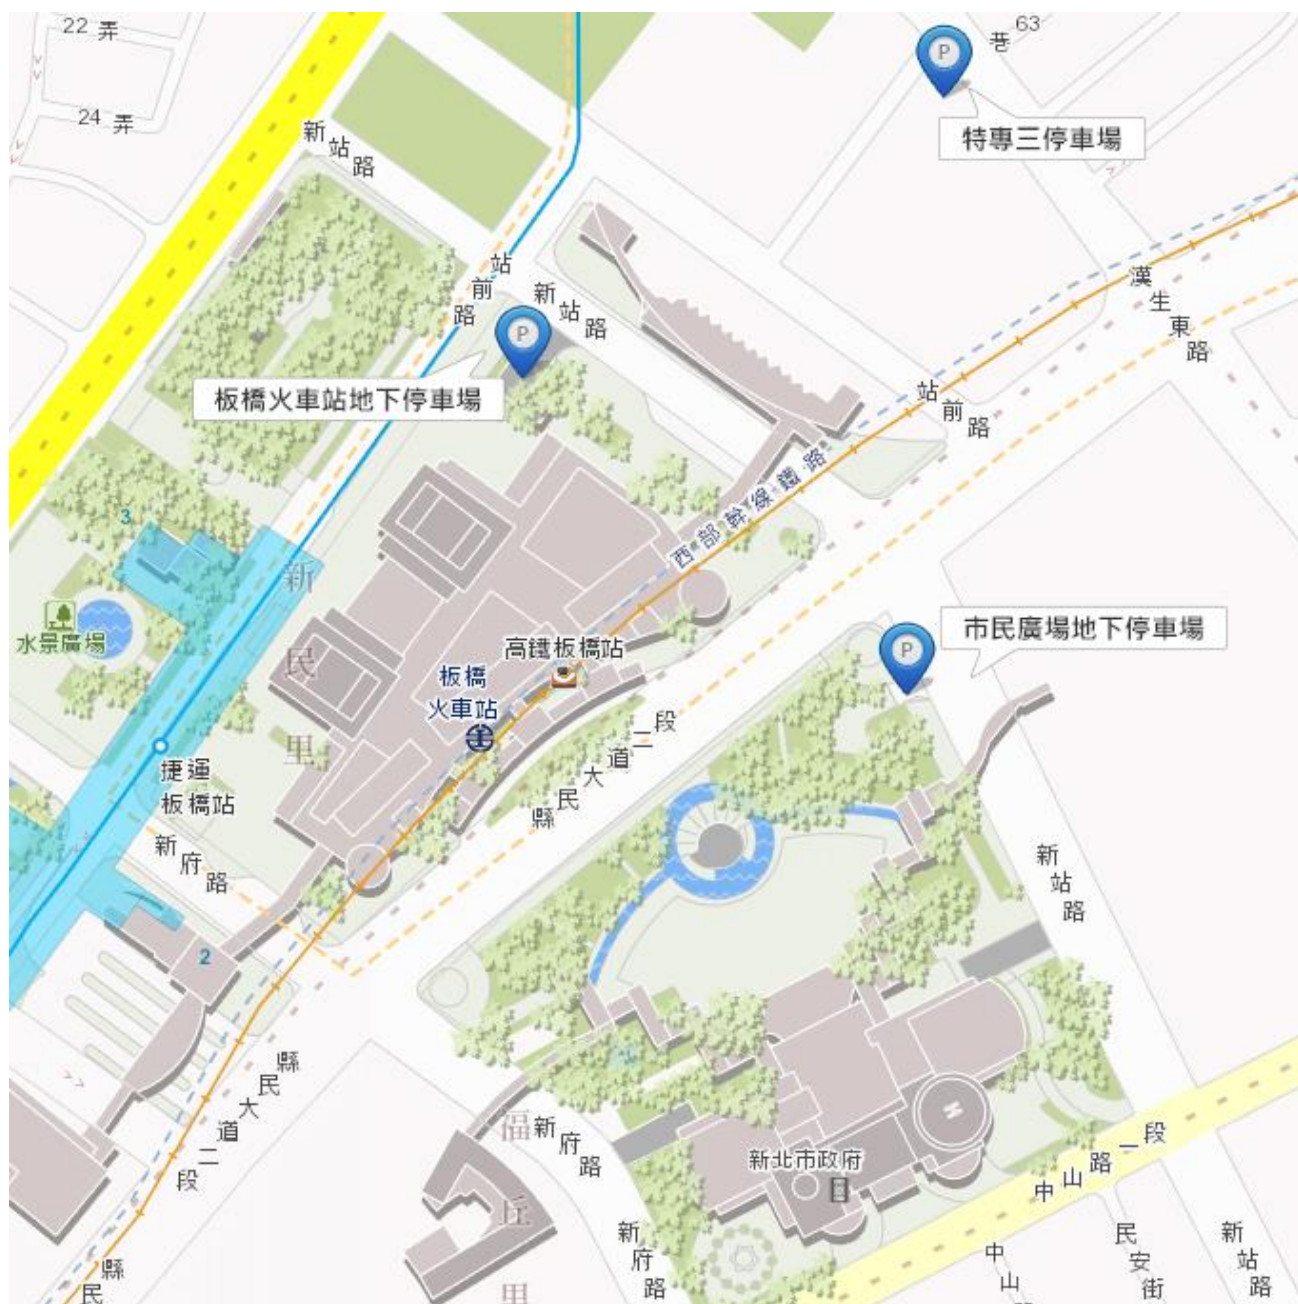 22 弄
巷 63
P
24 弄
新站路
特專三停車場
站前路
新站路
漢生東路
P
板橋火車站地下停車場
站前路
西部幹線鐵路
3
新民里
水景廣場
高鐵板橋站
板橋
火車站
市民廣場地下停車場
P
縣民大道二段
捷運
板橋站
新府路
新站路
2
縣民大道二段
福丘里
新府路
新北市政府
中山路一段
縣民
新府路
中山
民安街
新站路